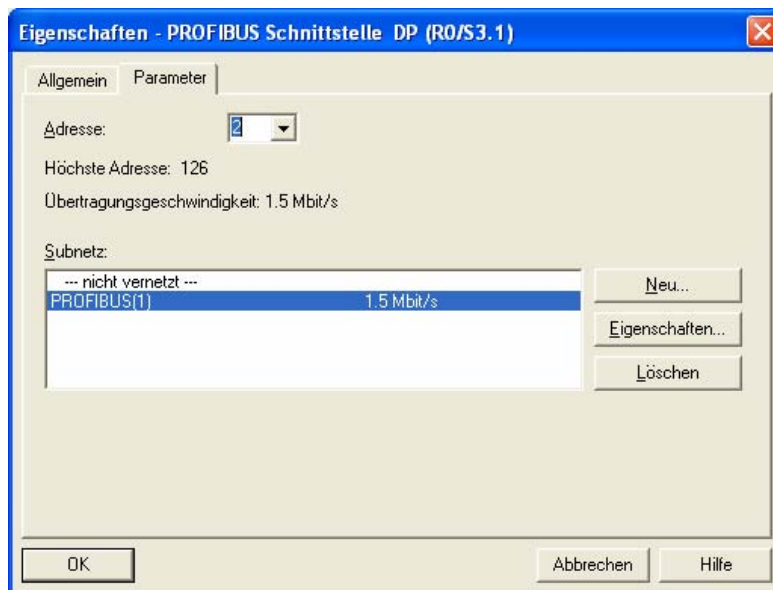 Eigenschaften - PROFIBUS Schnittstelle DP (R0/S3.1)
Allgemein Parameter
Adresse: 2
Höchste Adresse: 126
Übertragungsgeschwindigkeit: 1.5 Mbit/s
Subnetz:
--- nicht vernetzt ---
PROFIBUS(1) 1.5 Mbit/s
Neu...
Eigenschaften...
Löschen
OK Abbrechen Hilfe